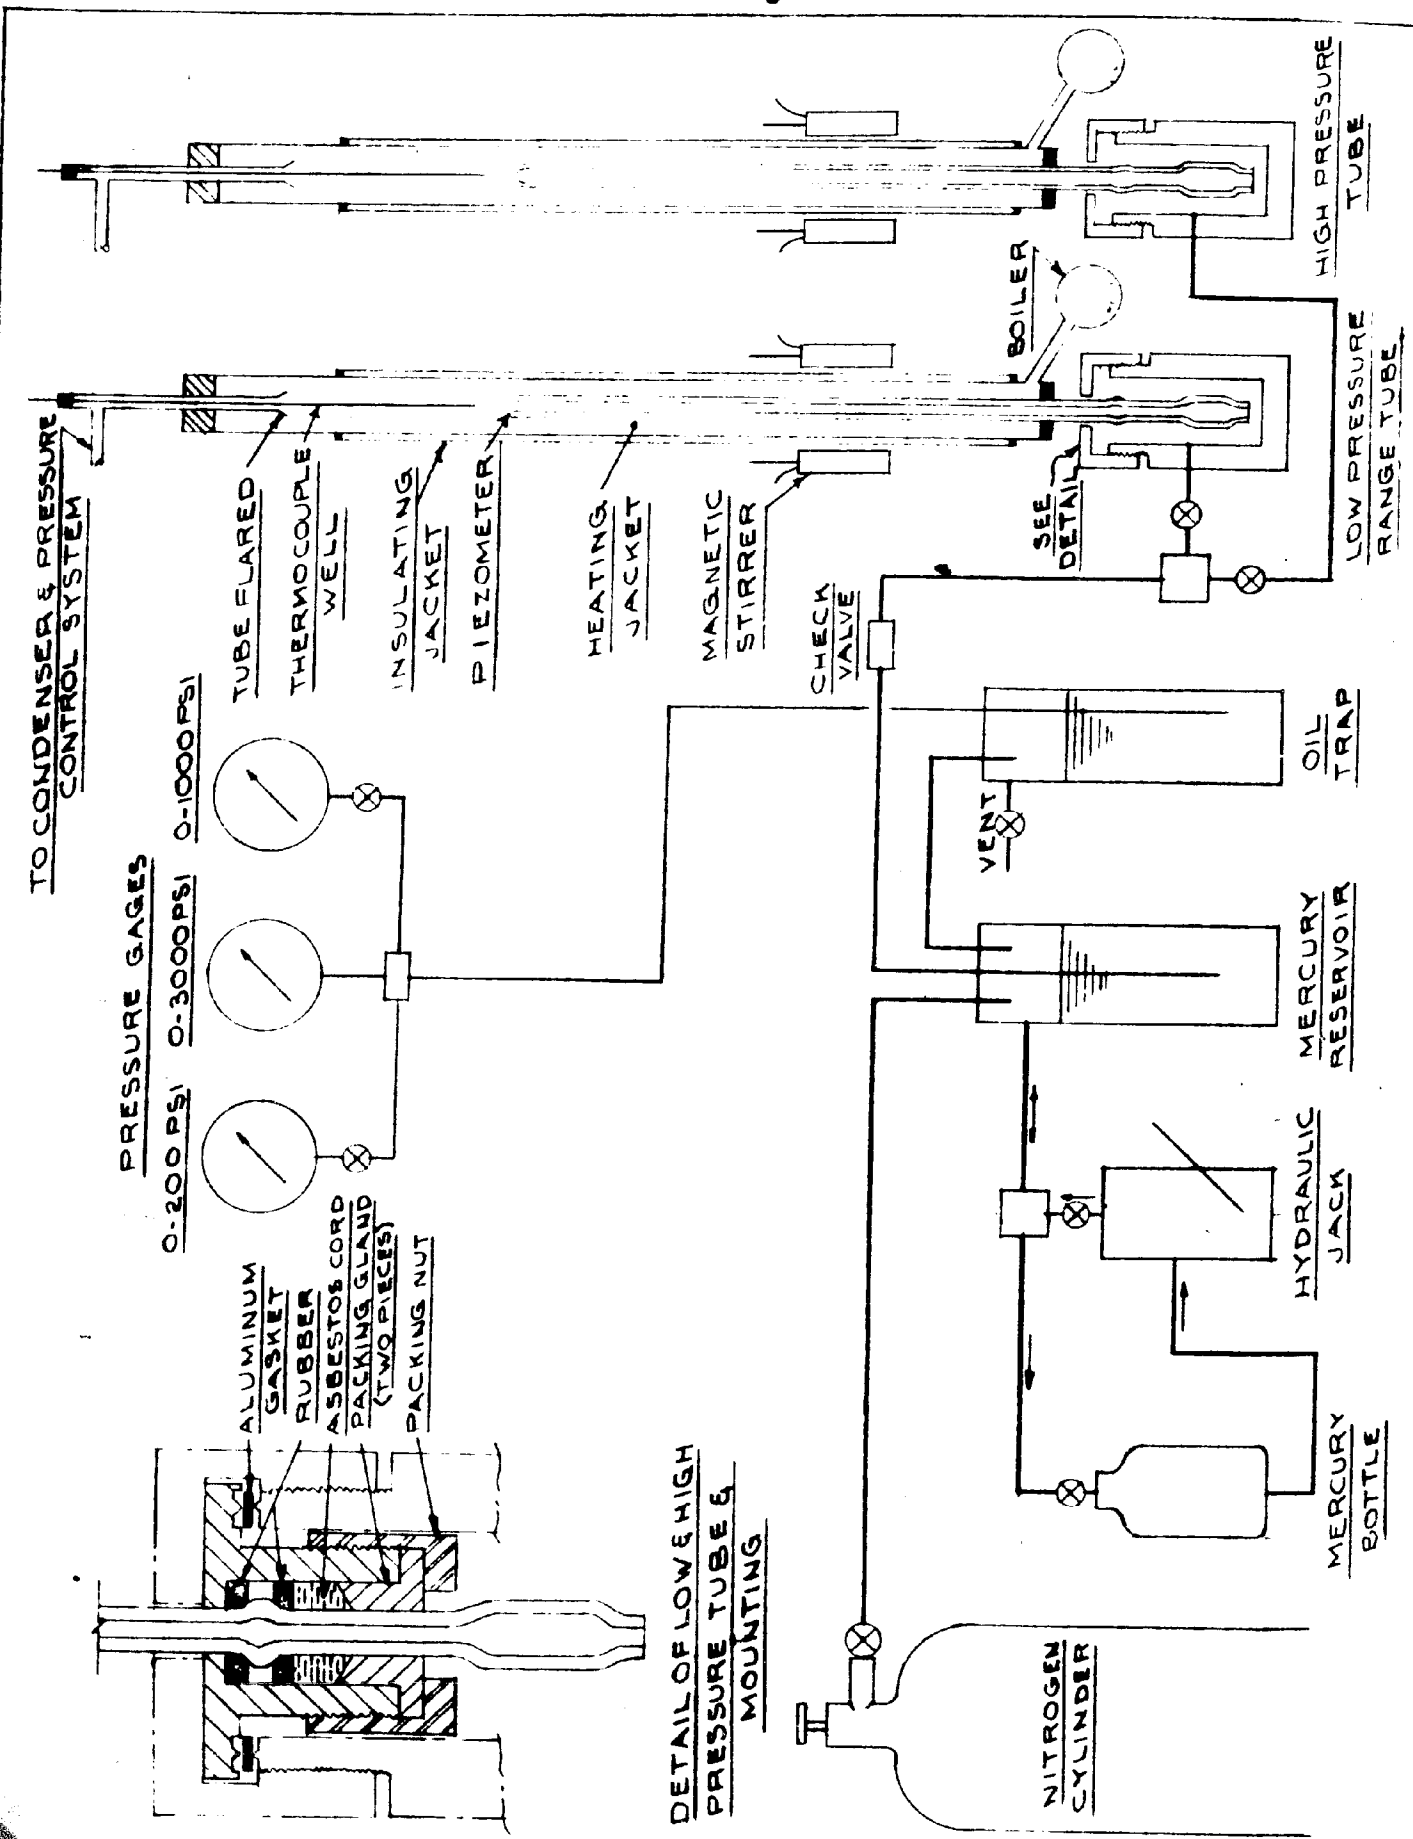 TO CONDENSER & PRESSURE
CONTROL SYSTEM
PRESSURE GAGES
0-200 PSI
0-3000 PSI
0-1000 PSI
TUBE FLARED
THERMOCOUPLE
WELL
INSULATING
JACKET
PIEZOMETER
HEATING
JACKET
MAGNETIC
STIRRER
BOILER
SEE
DETAIL
CHECK
VALVE
HIGH PRESSURE
TUBE
LOW PRESSURE
RANGE TUBE
ALUMINUM
GASKET
RUBBER
ASBESTOS CORD
PACKING GLAND
(TWO PIECES)
PACKING NUT
DETAIL OF LOW & HIGH
PRESSURE TUBE &
MOUNTING
VENT
OIL
TRAP
MERCURY
RESERVOIR
HYDRAULIC
JACK
MERCURY
BOTTLE
NITROGEN
CYLINDER